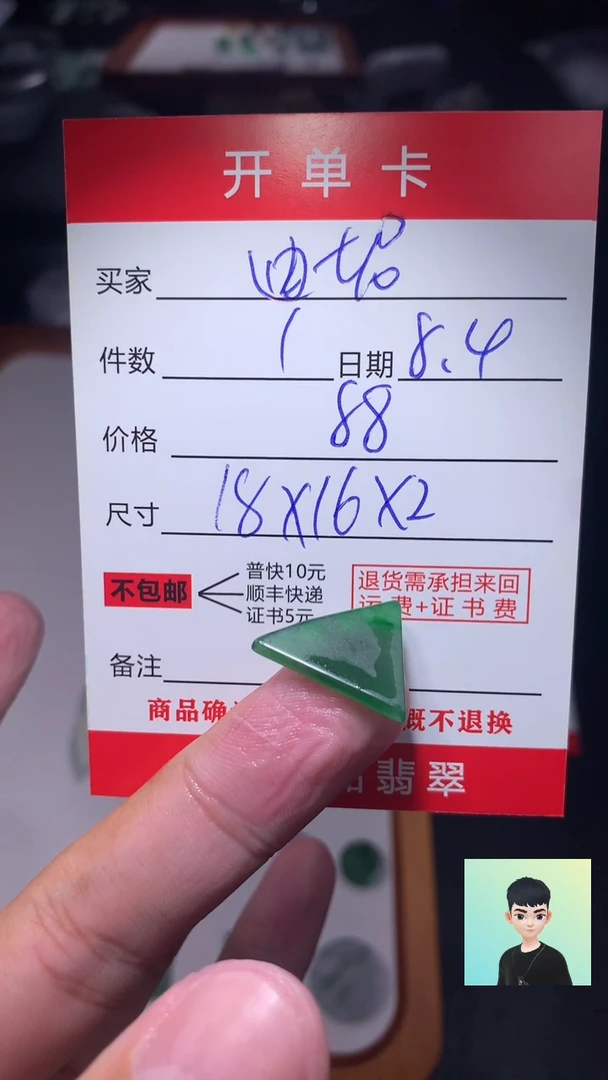 开单卡
买家
件数 1 日期 8.4
价格 88
尺寸 18X16X2
不包邮
普快10元
顺丰快递
证书5元
退货需承担来回
运费+证书费
备注
商品确 概不退换
翡翠